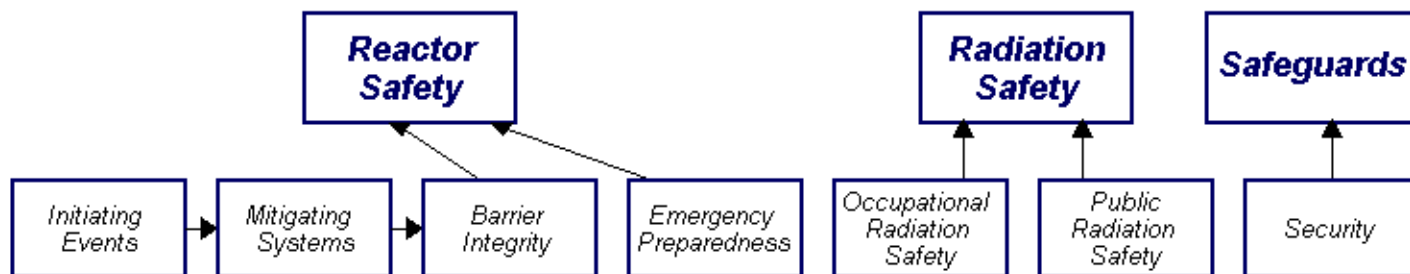 Reactor
Safety
Radiation
Safety
Safeguards
Initiating
Events
Mitigating
Systems
Barrier
Integrity
Emergency
Preparedness
Occupational
Radiation
Safety
Public
Radiation
Safety
Security